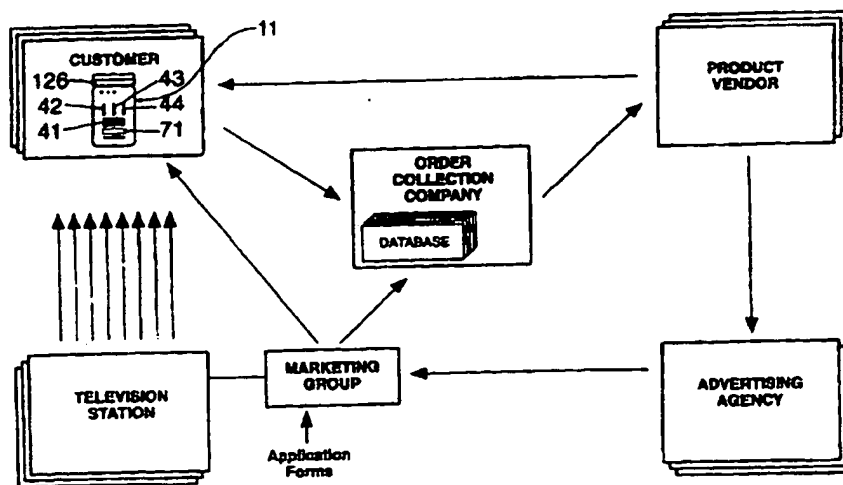 11
CUSTOMER
126
43
42
44
41
71
PRODUCT
VENDOR
ORDER
COLLECTION
COMPANY
DATABASE
TELEVISION
STATION
MARKETING
GROUP
Application
Forms
ADVERTISING
AGENCY